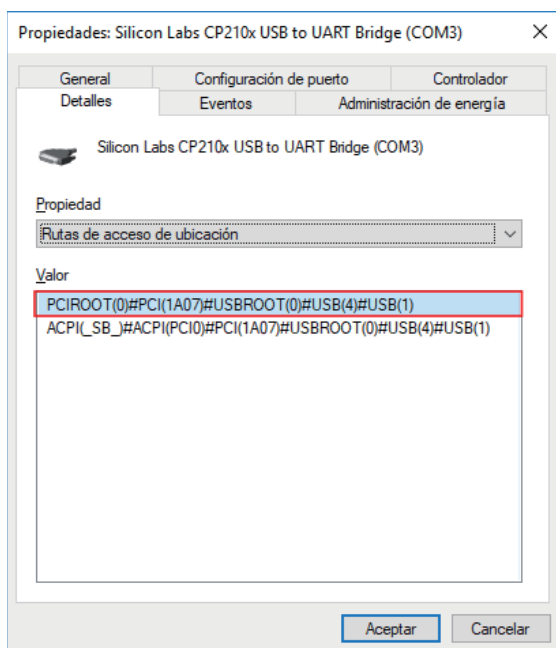 Propiedades: Silicon Labs CP210x USB to UART Bridge (COM3)
General Configuración de puerto Controlador
Detalles Eventos Administración de energía
Silicon Labs CP210x USB to UART Bridge (COM3)
Propiedad
Rutas de acceso de ubicación
Valor
PCIROOT(0)#PCI(1A07)#USBROOT(0)#USB(4)#USB(1)
ACPI(_SB_)#ACPI(PCI0)#PCI(1A07)#USBROOT(0)#USB(4)#USB(1)
Aceptar Cancelar